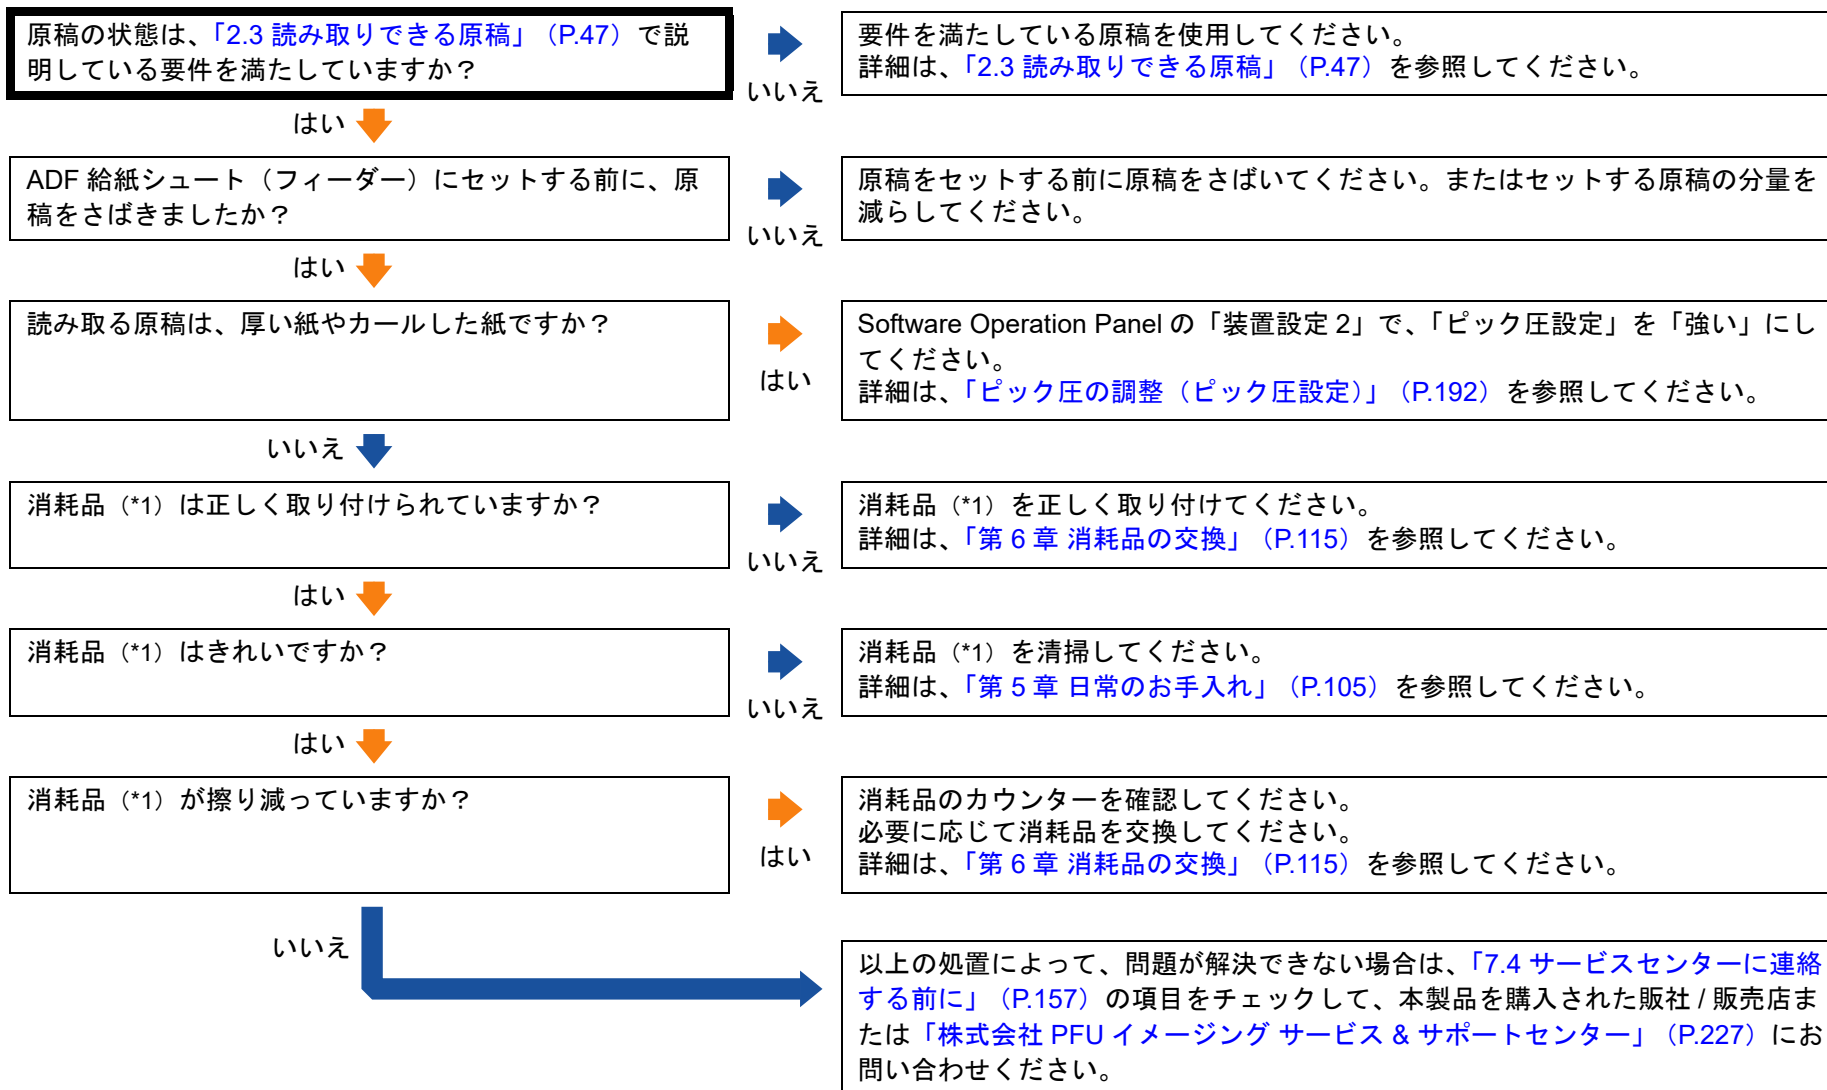 原稿の状態は、「2.3 読み取りできる原稿」（P.47）で説
明している要件を満たしていますか？
いいえ
要件を満たしている原稿を使用してください。
詳細は、「2.3 読み取りできる原稿」（P.47）を参照してください。
はい
ADF 給紙シュート（フィーダー）にセットする前に、原
稿をさばきましたか？
いいえ
原稿をセットする前に原稿をさばいてください。またはセットする原稿の分量を
減らしてください。
はい
読み取る原稿は、厚い紙やカールした紙ですか？
はい
Software Operation Panel の「装置設定 2」で、「ピック圧設定」を「強い」にし
てください。
詳細は、「ピック圧の調整（ピック圧設定）」（P.192）を参照してください。
いいえ
消耗品（*1）は正しく取り付けられていますか？
いいえ
消耗品（*1）を正しく取り付けてください。
詳細は、「第 6 章 消耗品の交換」（P.115）を参照してください。
はい
消耗品（*1）はきれいですか？
いいえ
消耗品（*1）を清掃してください。
詳細は、「第 5 章 日常のお手入れ」（P.105）を参照してください。
はい
消耗品（*1）が擦り減っていますか？
はい
消耗品のカウンターを確認してください。
必要に応じて消耗品を交換してください。
詳細は、「第 6 章 消耗品の交換」（P.115）を参照してください。
いいえ
以上の処置によって、問題が解決できない場合は、「7.4 サービスセンターに連絡
する前に」（P.157）の項目をチェックして、本製品を購入された販社 / 販売店ま
たは「株式会社 PFU イメージング サービス & サポートセンター」（P.227）にお
問い合わせください。